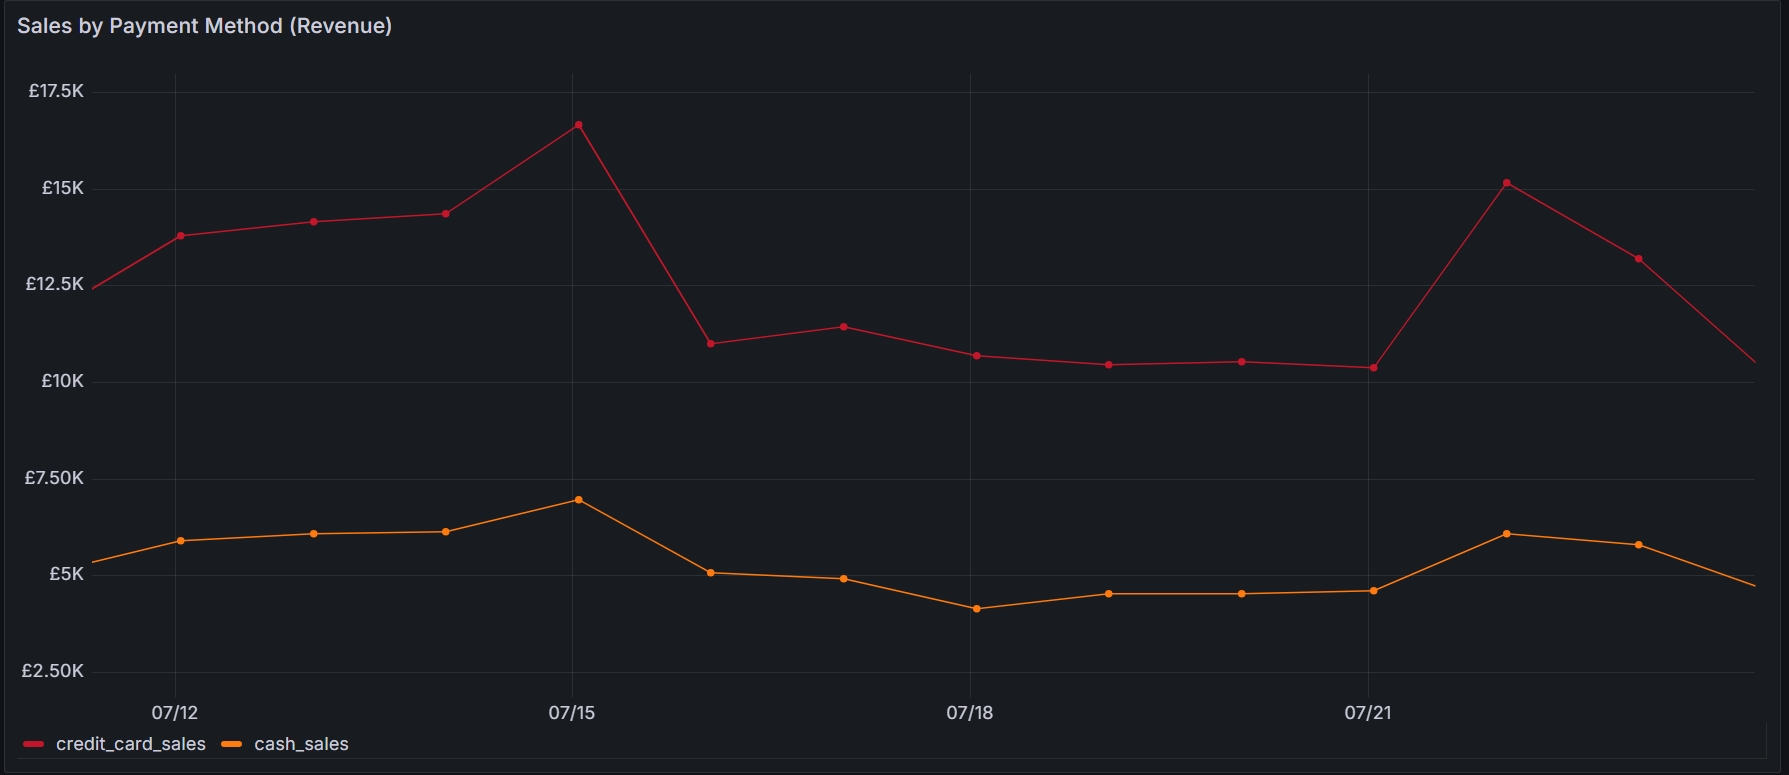 Sales by Payment Method (Revenue)
£17.5K
£15K
£12.5K
£10K
£7.50K
£5K
£2.50K
07/12 07/15 07/18 07/21
credit_card_sales cash_sales